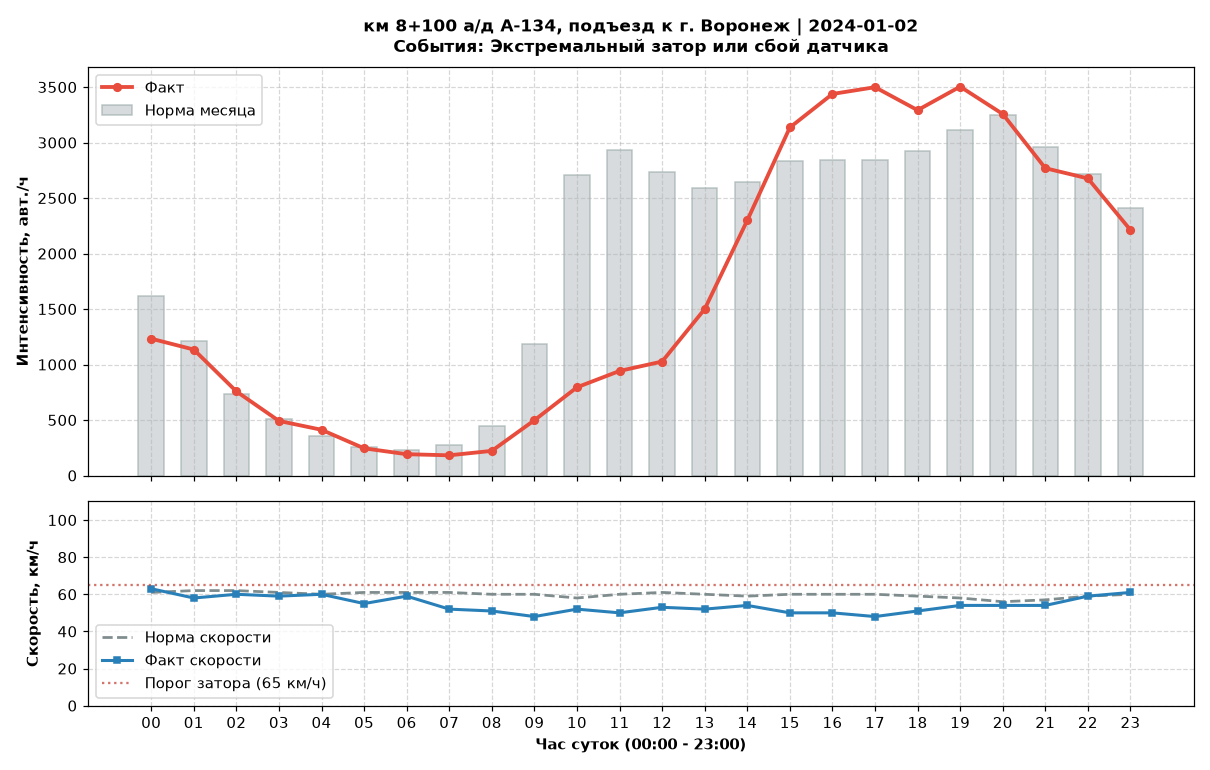 км 8+100 а/д А-134, подъезд к г. Воронеж | 2024-01-02
События: Экстремальный затор или сбой датчика
Интенсивность, авт./ч
3500
3000
2500
2000
1500
1000
500
0
Факт
Норма месяца
Скорость, км/ч
100
80
60
40
20
0
Норма скорости
Факт скорости
Порог затора (65 км/ч)
00 01 02 03 04 05 06 07 08 09 10 11 12 13 14 15 16 17 18 19 20 21 22 23
Час суток (00:00 - 23:00)